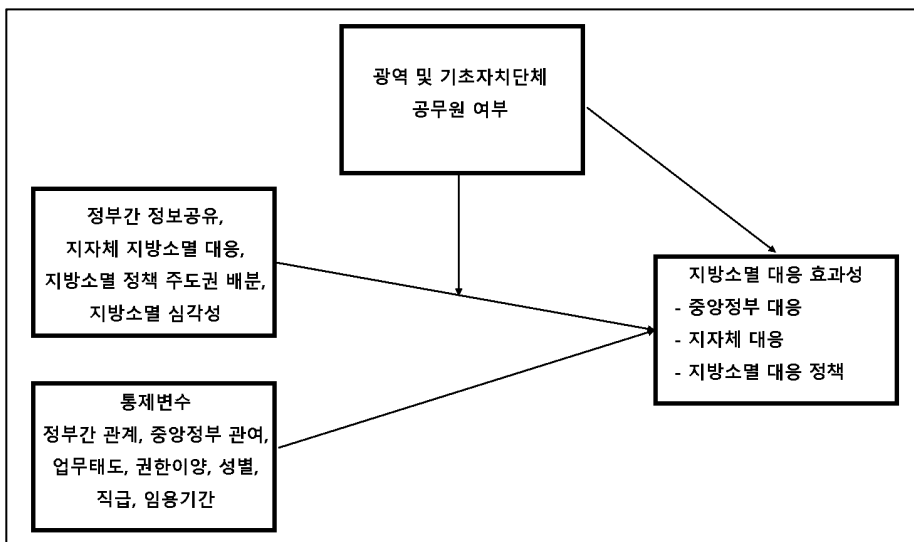 광역 및 기초자치단체
공무원 여부
정부간 정보공유,
지자체 지방소멸 대응,
지방소멸 정책 주도권 배분,
지방소멸 심각성
지방소멸 대응 효과성
- 중앙정부 대응
- 지자체 대응
- 지방소멸 대응 정책
통제변수
정부간 관계, 중앙정부 관여,
업무태도, 권한이양, 성별,
직급, 임용기간